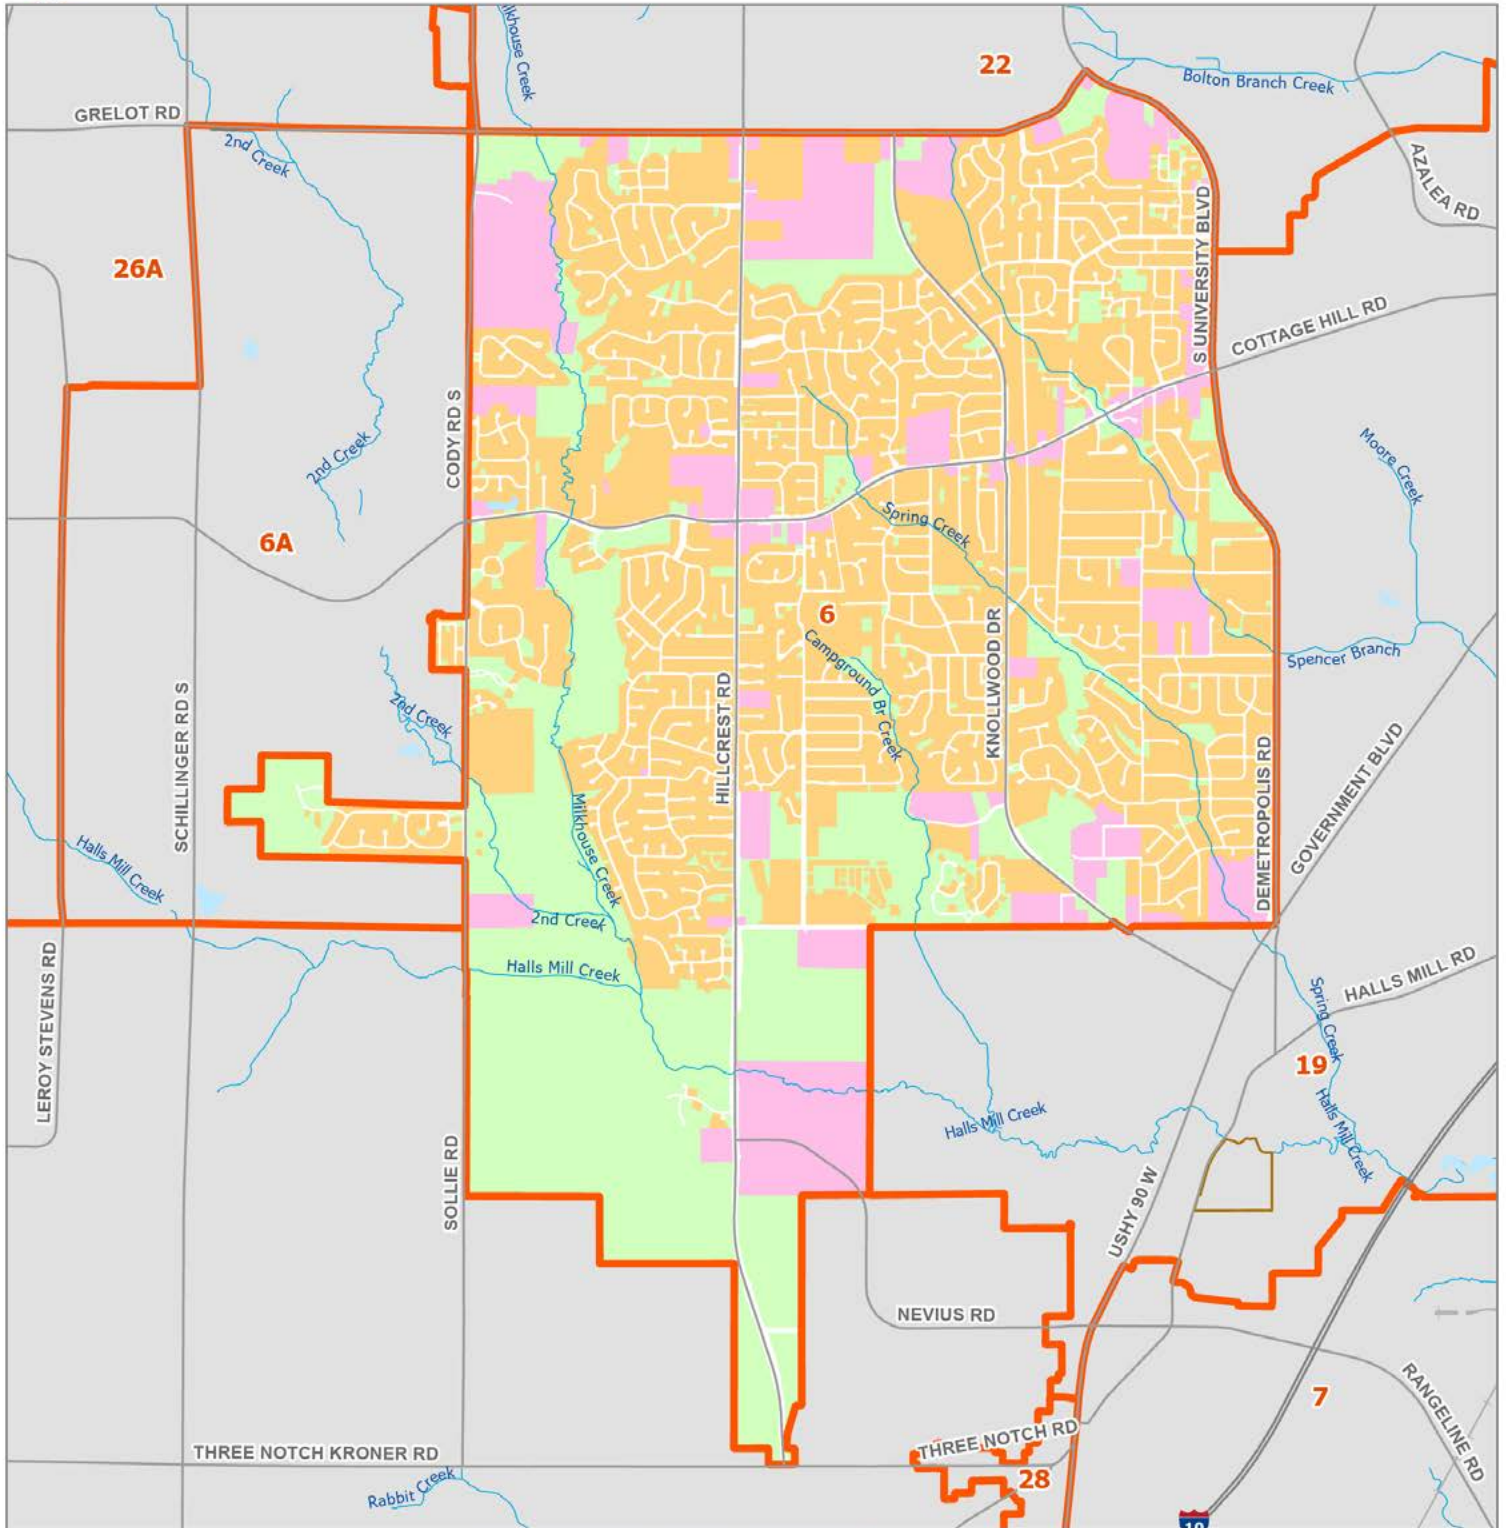 lkhouse Creek
22
Bolton Branch Creek
GRELOT RD
2nd Creek
AZALEA RD
26A
S UNIVERSITY BLVD
COTTAGE HILL RD
CODY RD S
2nd Creek
Moore Creek
Spring Creek
6A
6
KNOLLWOOD DR
Campground Br Creek
Spencer Branch
HILLCREST RD
SCHILLINGER RD S
2nd Creek
DEMETROPOLIS RD
GOVERNMENT BLVD
Milkhouse Creek
Halls Mill Creek
2nd Creek
LEROY STEVENS RD
Halls Mill Creek
HALLS MILL RD
Spring Creek
19
Halls Mill Creek
Halls Mill Creek
SOLLIE RD
USHY 90 W
NEVIUS RD
7
RANGELINE RD
THREE NOTCH KRONER RD
THREE NOTCH RD
28
Rabbit Creek
10